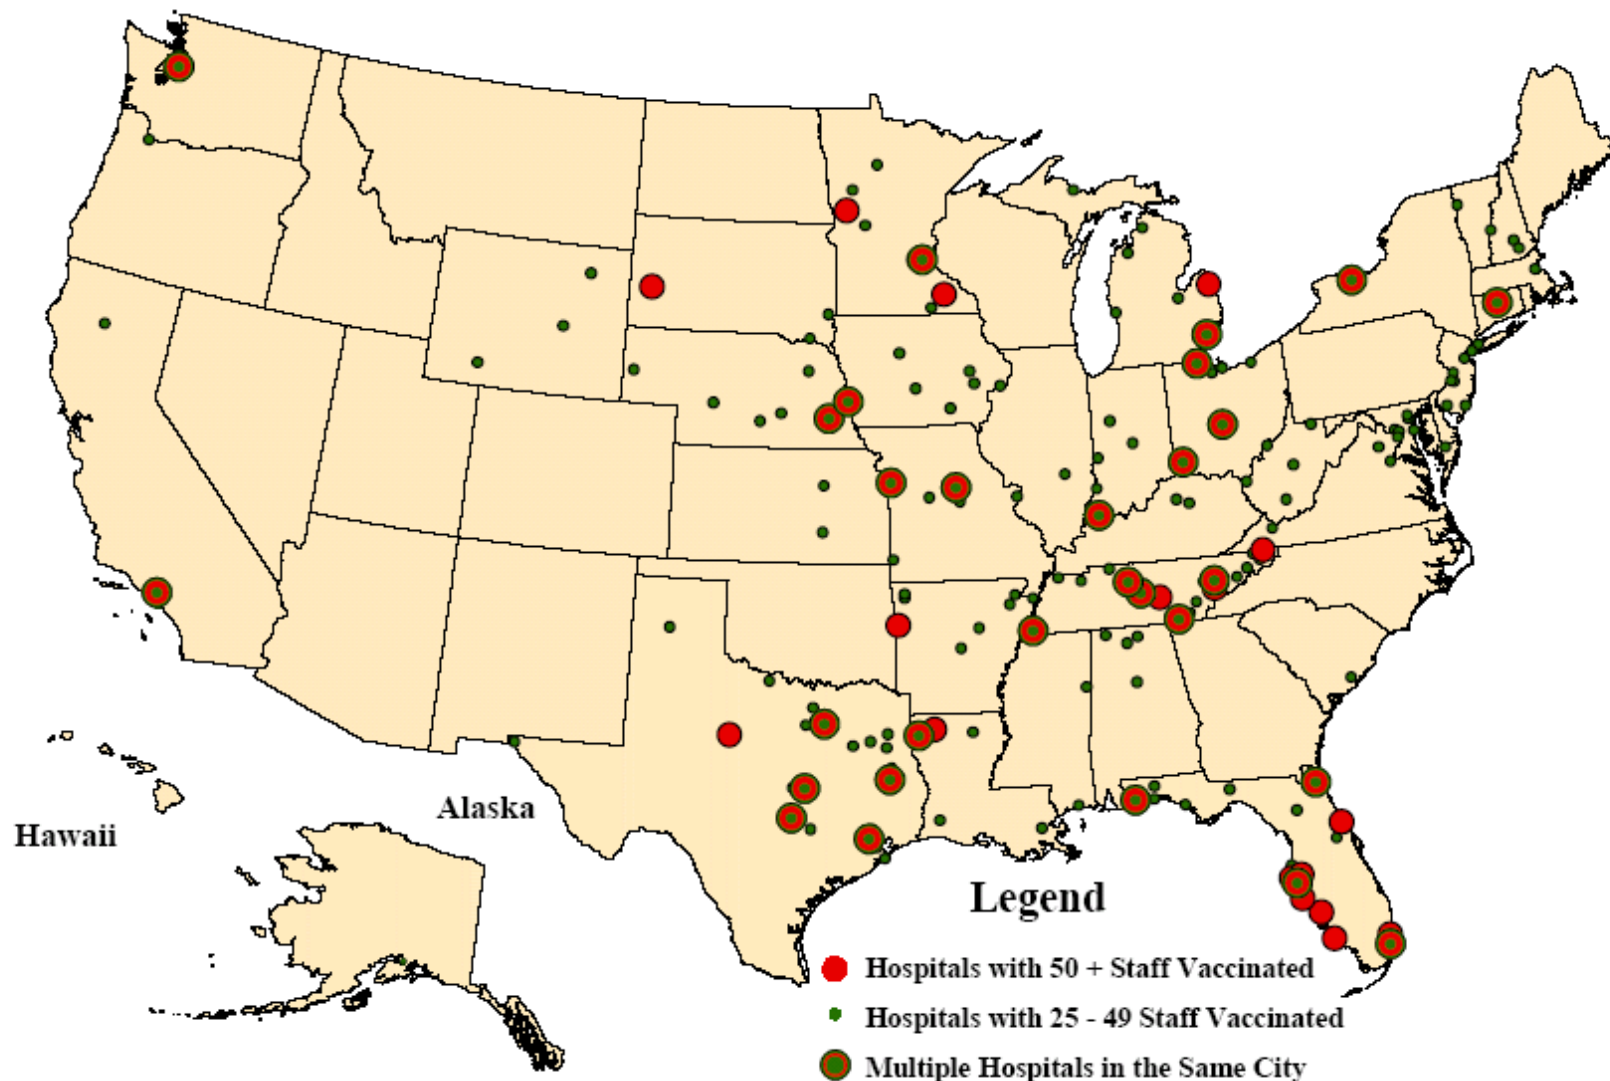 Alaska
Hawaii
Legend
Hospitals with 50 + Staff Vaccinated
Hospitals with 25 - 49 Staff Vaccinated
Multiple Hospitals in the Same City